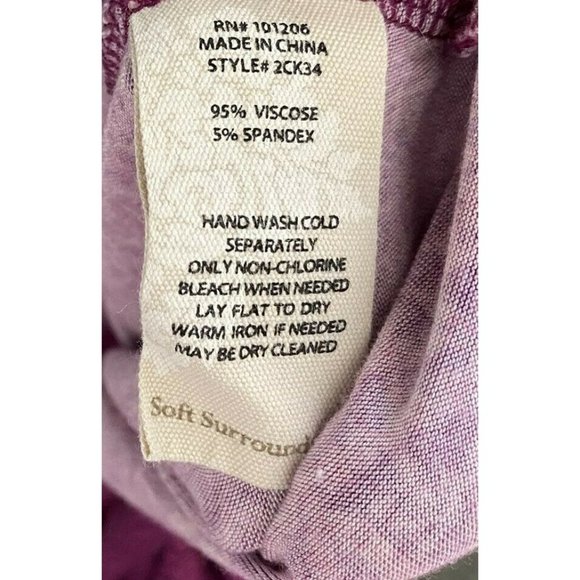 RN# 101206
MADE IN CHINA
STYLE# 2CK34
95% VISCOSE
5% SPANDEX
HAND WASH COLD
SEPARATELY
ONLY NON-CHLORINE
BLEACH WHEN NEEDED
LAY FLAT TO DRY
WARM IRON IF NEEDED
MAY BE DRY CLEANED
Soft Surround